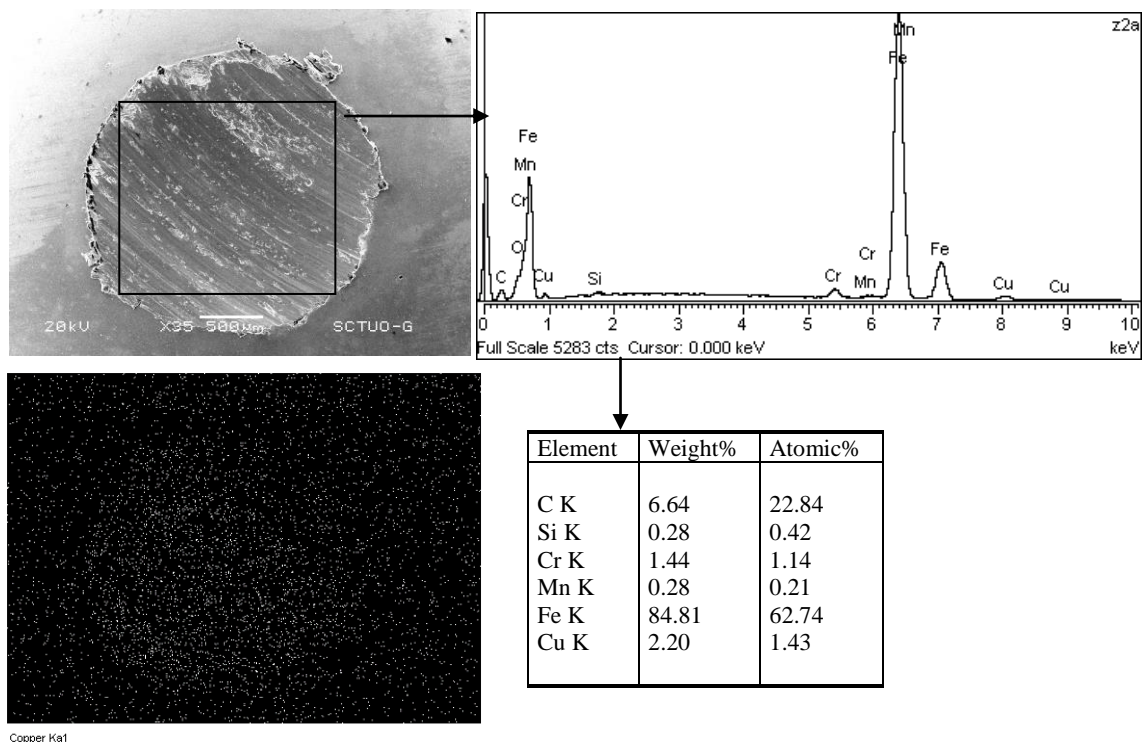 20kV X35 500µm SCTUO-G
z2a
Mn
Fe
Fe
Mn
Cr
O
C
Cu
Si
Cr
Cr
Mn
Fe
Cu
Cu
0 1 2 3 4 5 6 7 8 9 10
Full Scale 5283 cts Cursor: 0.000 keV
keV
Element Weight% Atomic%
C K 6.64 22.84
Si K 0.28 0.42
Cr K 1.44 1.14
Mn K 0.28 0.21
Fe K 84.81 62.74
Cu K 2.20 1.43
Copper Ka1